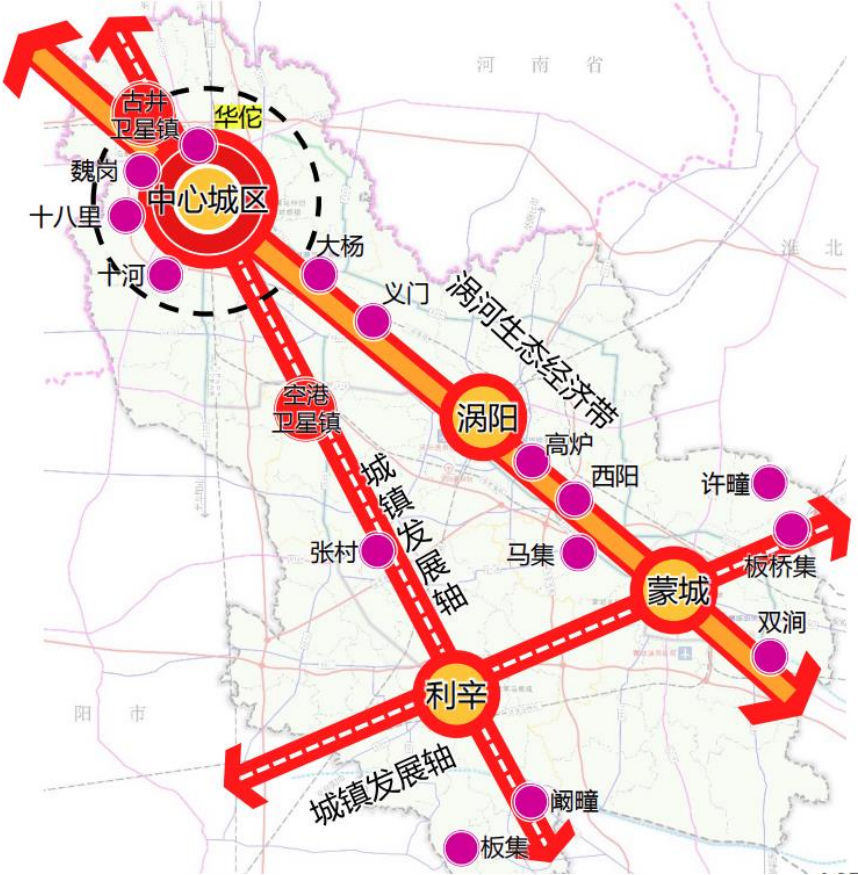 河南省
古井
卫星镇
华佗
魏岗
中心城区
十八里
淮北
十河
大杨
义门
涡河生态经济带
空港
卫星镇
涡阳
高炉
城镇发展轴
西阳
许疃
张村
马集
板桥集
蒙城
双涧
利辛
阳市
城镇发展轴
阚疃
板集